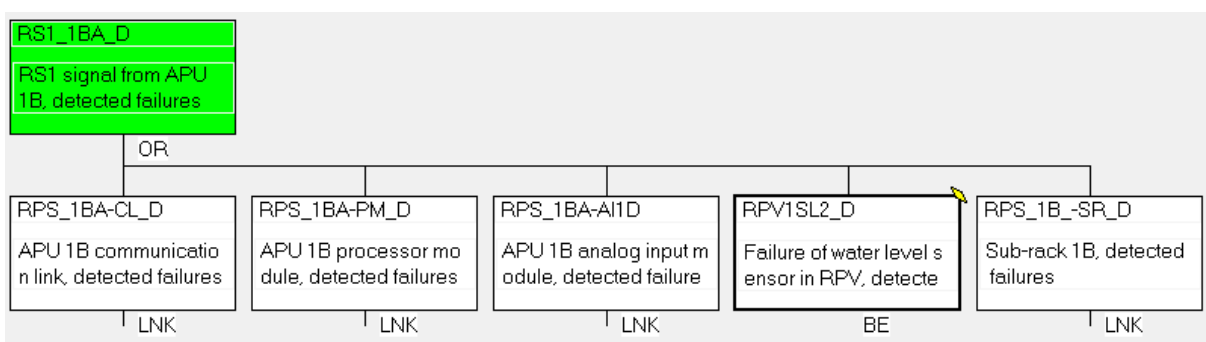 RS1_1BA_D
RS1 signal from APU
1B, detected failures
OR
RPS_1BA-CL_D
APU 1B communicatio
n link, detected failures
LNK
RPS_1BA-PM_D
APU 1B processor mo
dule, detected failures
LNK
RPS_1BA-AI1D
APU 1B analog input m
odule, detected failure
LNK
RPV1SL2_D
Failure of water level s
ensor in RPV, detecte
BE
RPS_1B_-SR_D
Sub-rack 1B, detected
failures
LNK